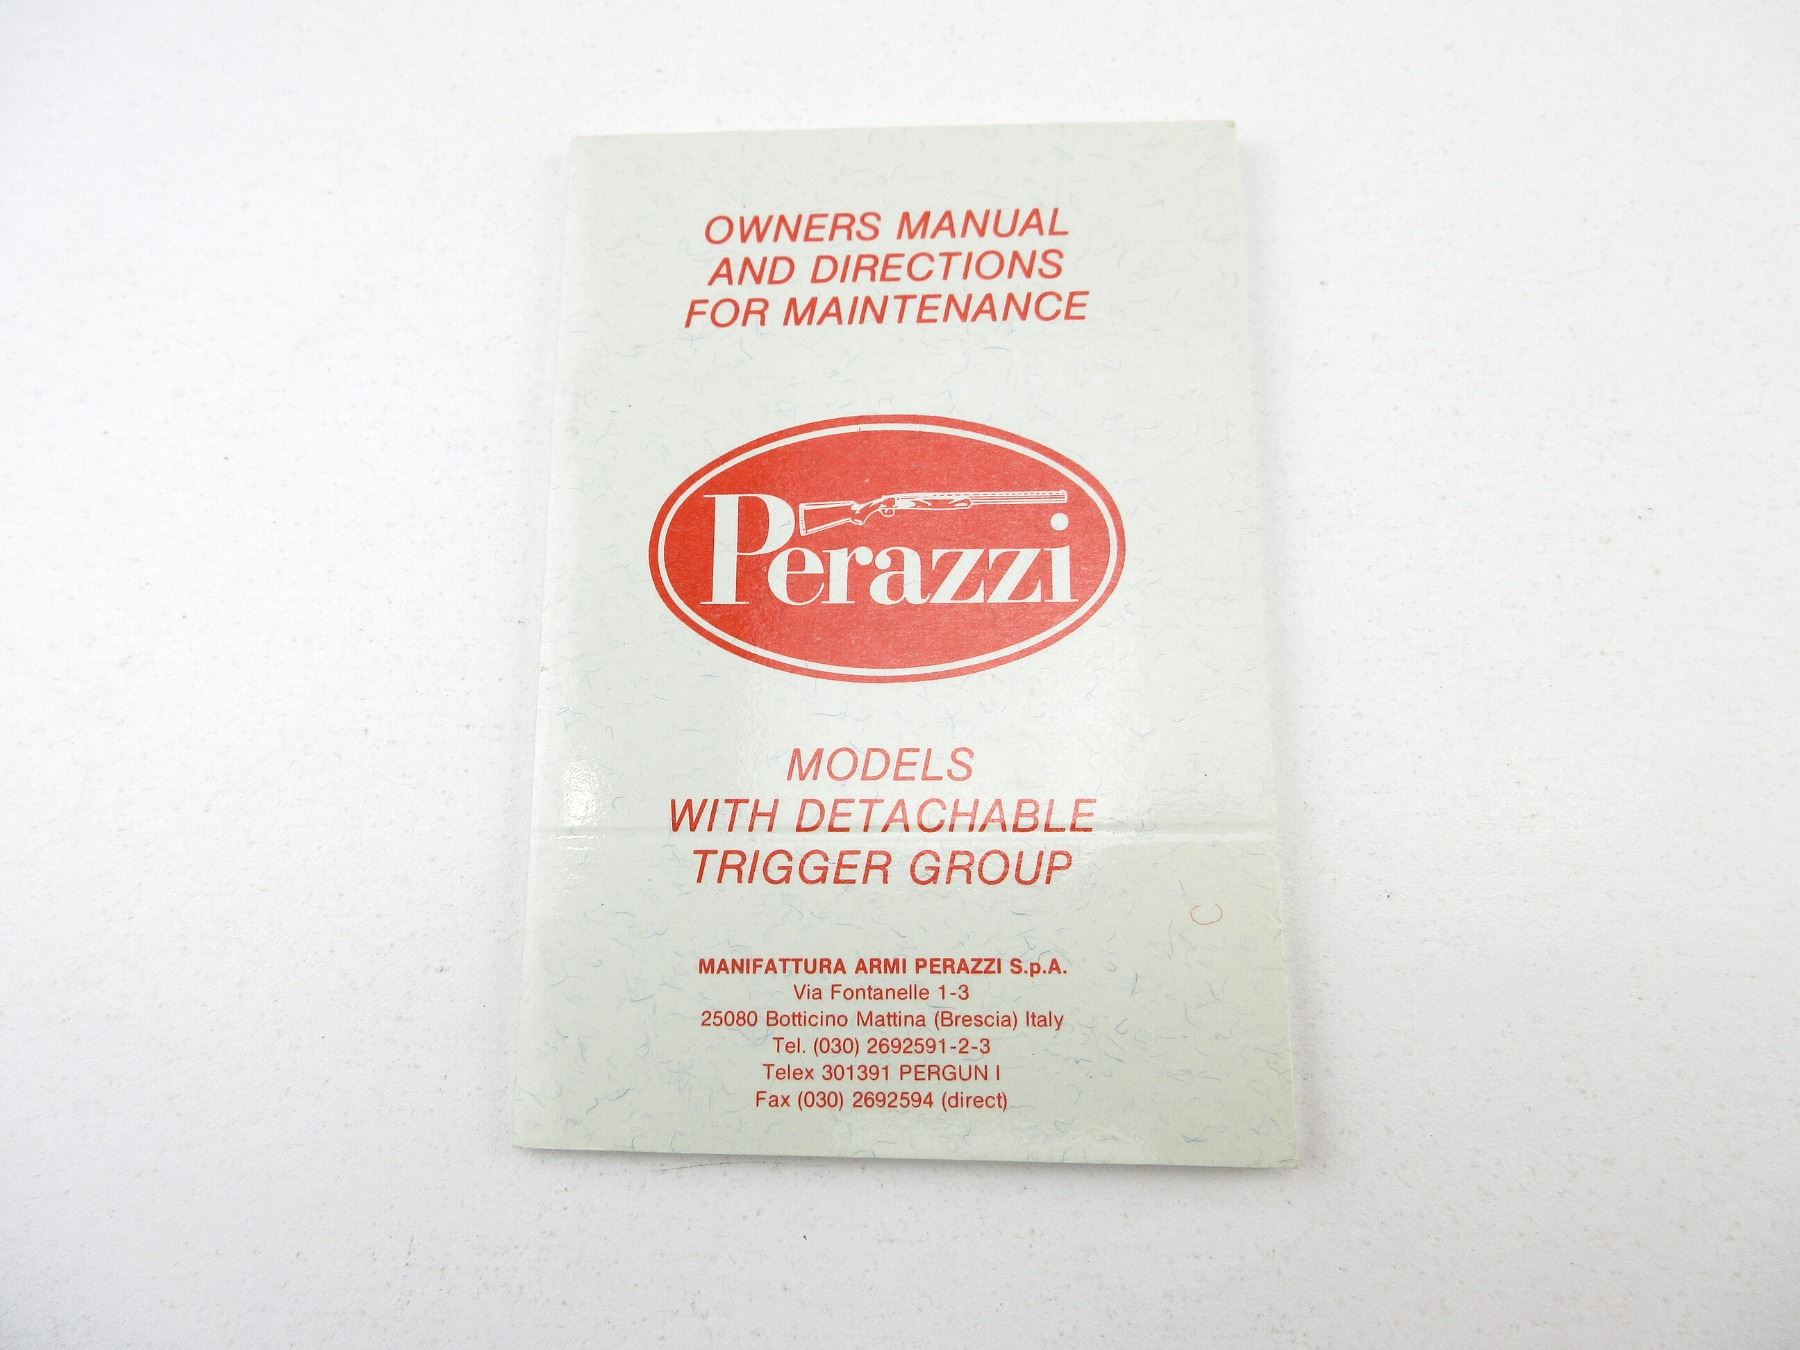 OWNERS MANUAL
AND DIRECTIONS
FOR MAINTENANCE
Perazzi
MODELS
WITH DETACHABLE
TRIGGER GROUP
MANIFATTURA ARMI PERAZZI S.p.A.
Via Fontanelle 1-3
25080 Botticino Mattina (Brescia) Italy
Tel. (030) 2692591-2-3
Telex 301391 PERGUN I
Fax (030) 2692594 (direct)